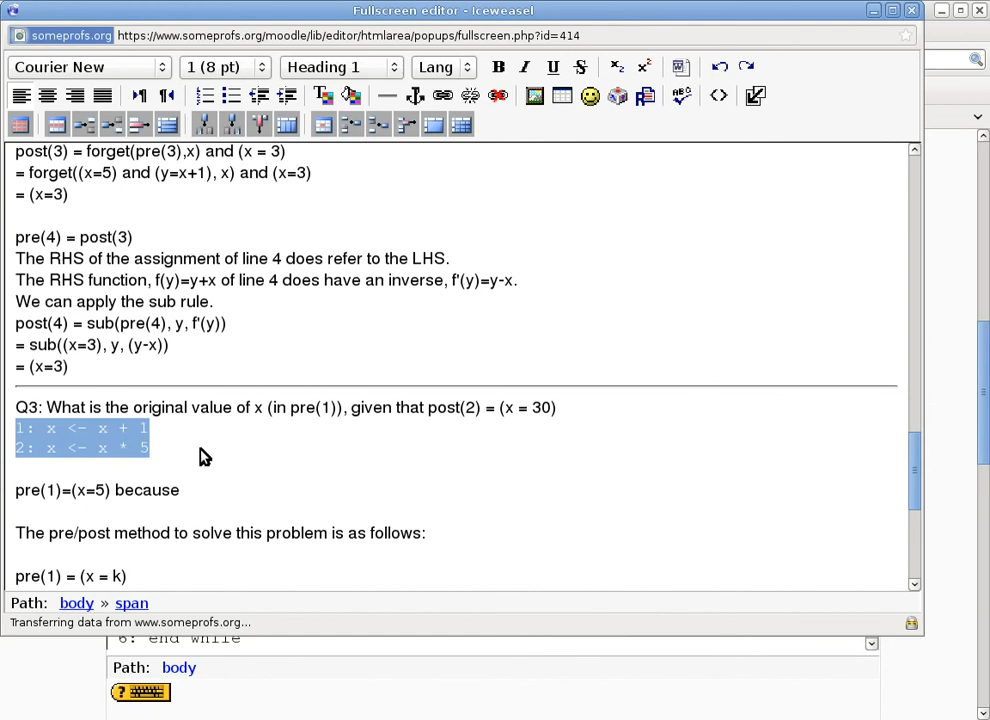 Fullscreen editor - Iceweasel
someprofs.org https://www.someprofs.org/moodle/lib/editor/htmlarea/popups/fullscreen.php?id=414
Courier New 1 (8 pt) Heading 1 Lang B I U S x₂ x²
post(3) = forget(pre(3),x) and (x = 3)
= forget((x=5) and (y=x+1), x) and (x=3)
= (x=3)
pre(4) = post(3)
The RHS of the assignment of line 4 does refer to the LHS.
The RHS function, f(y)=y+x of line 4 does have an inverse, f'(y)=y-x.
We can apply the sub rule.
post(4) = sub(pre(4), y, f'(y))
= sub((x=3), y, (y-x))
= (x=3)
Q3: What is the original value of x (in pre(1)), given that post(2) = (x = 30)
1: x <- x + 1
2: x <- x * 5
pre(1)=(x=5) because
The pre/post method to solve this problem is as follows:
pre(1) = (x = k)
Path: body » span
Transferring data from www.someprofs.org...
6: end while
Path: body
?